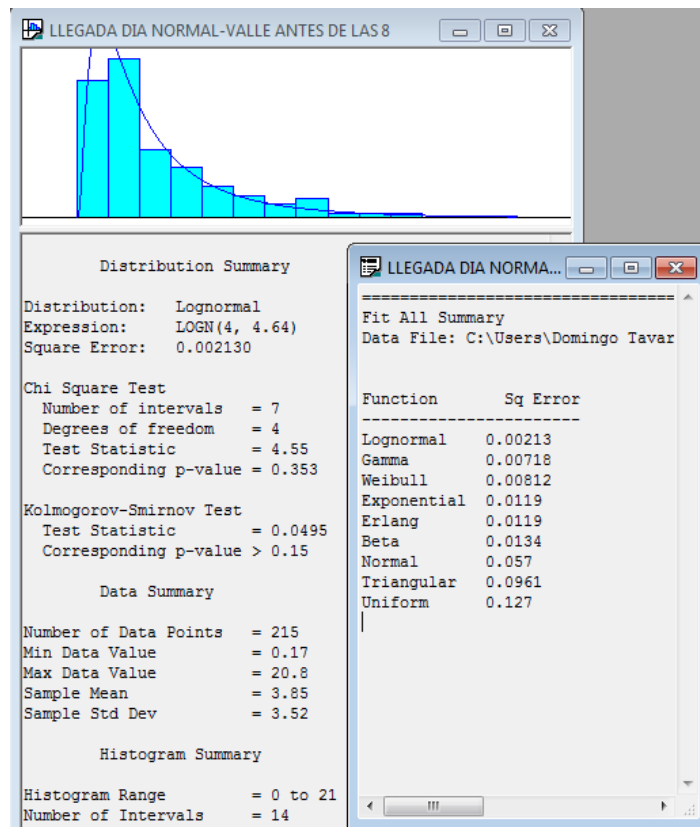 LLEGADA DIA NORMAL-VALLE ANTES DE LAS 8
Distribution Summary
Distribution: Lognormal
Expression: LOGN(4, 4.64)
Square Error: 0.002130
Chi Square Test
Number of intervals = 7
Degrees of freedom = 4
Test Statistic = 4.55
Corresponding p-value = 0.353
Kolmogorov-Smirnov Test
Test Statistic = 0.0495
Corresponding p-value > 0.15
Data Summary
Number of Data Points = 215
Min Data Value = 0.17
Max Data Value = 20.8
Sample Mean = 3.85
Sample Std Dev = 3.52
Histogram Summary
Histogram Range = 0 to 21
Number of Intervals = 14
LLEGADA DIA NORMA...
==================================
Fit All Summary
Data File: C:\Users\Domingo Tavar
Function Sq Error
-----------------------
Lognormal 0.00213
Gamma 0.00718
Weibull 0.00812
Exponential 0.0119
Erlang 0.0119
Beta 0.0134
Normal 0.057
Triangular 0.0961
Uniform 0.127